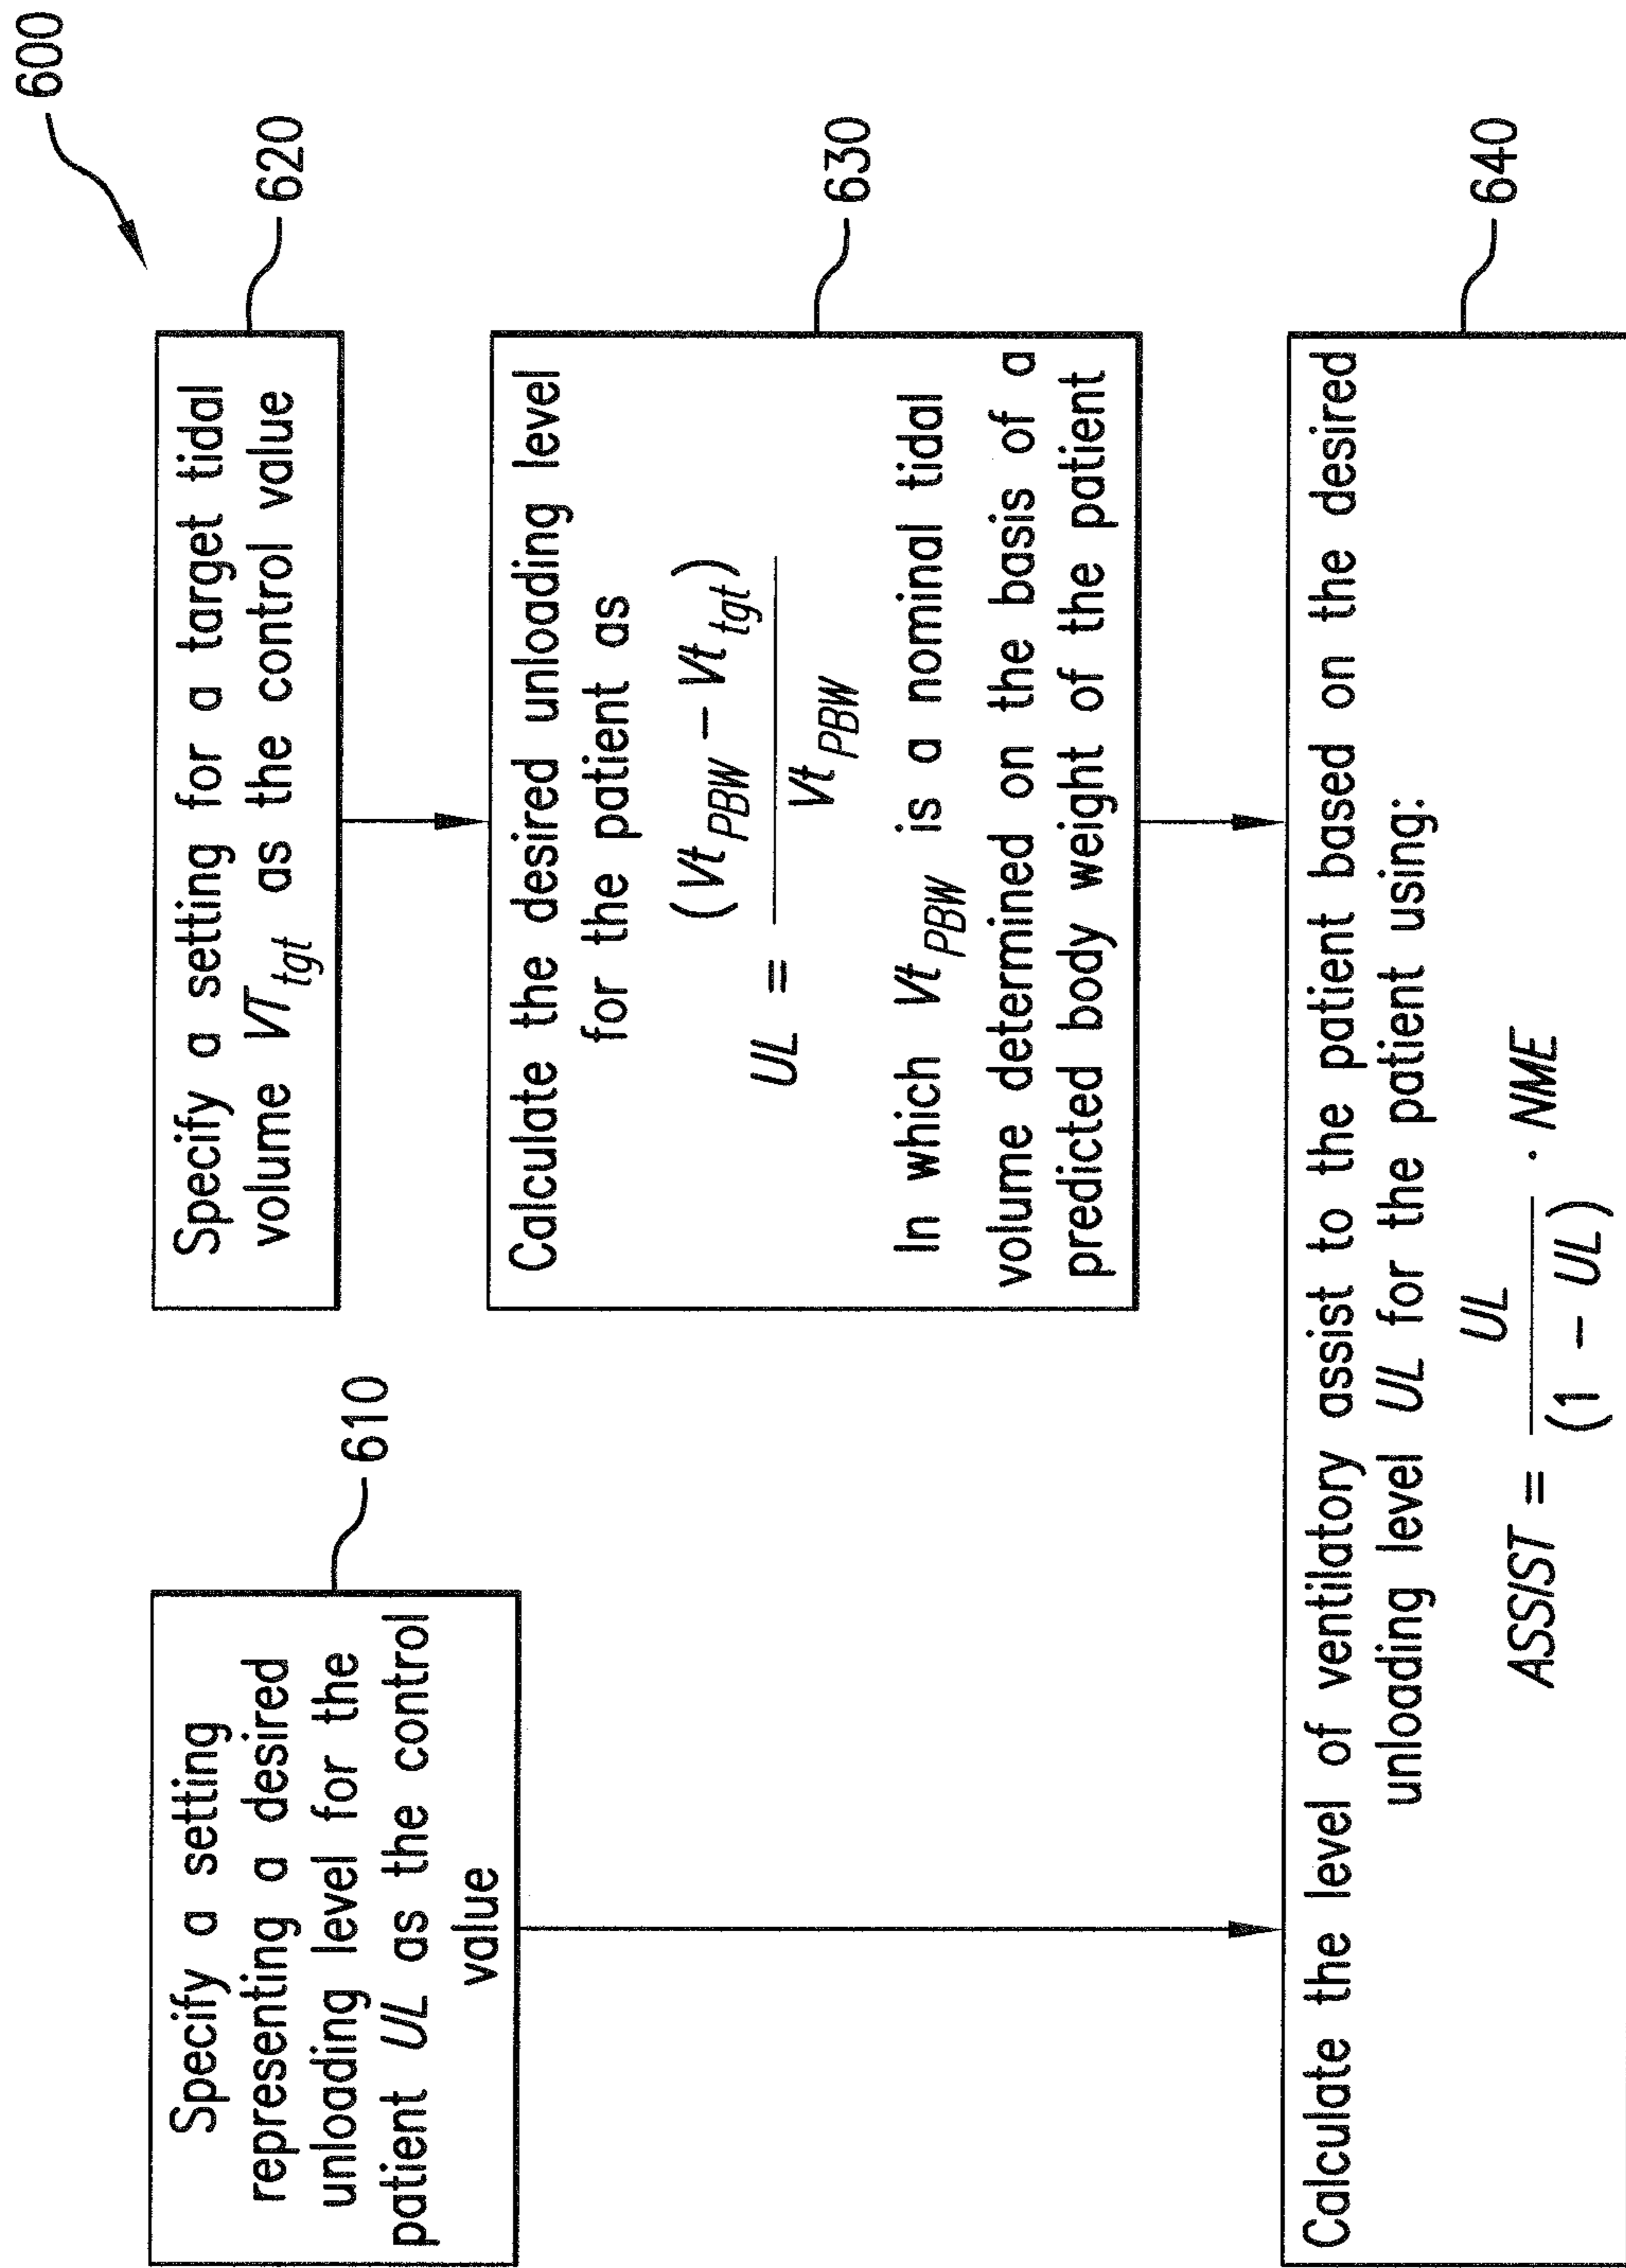 600
Specify a setting
representing a desired
unloading level for the
patient UL as the control
value
610
Specify a setting for a target tidal
volume VT_tgt as the control value
620
Calculate the desired unloading level
for the patient as
UL = (Vt_PBW − Vt_tgt) / Vt_PBW
In which Vt_PBW is a nominal tidal
volume determined on the basis of a
predicted body weight of the patient
630
Calculate the level of ventilatory assist to the patient based on the desired
unloading level UL for the patient using:
ASSIST = UL / (1 − UL) · NME
640